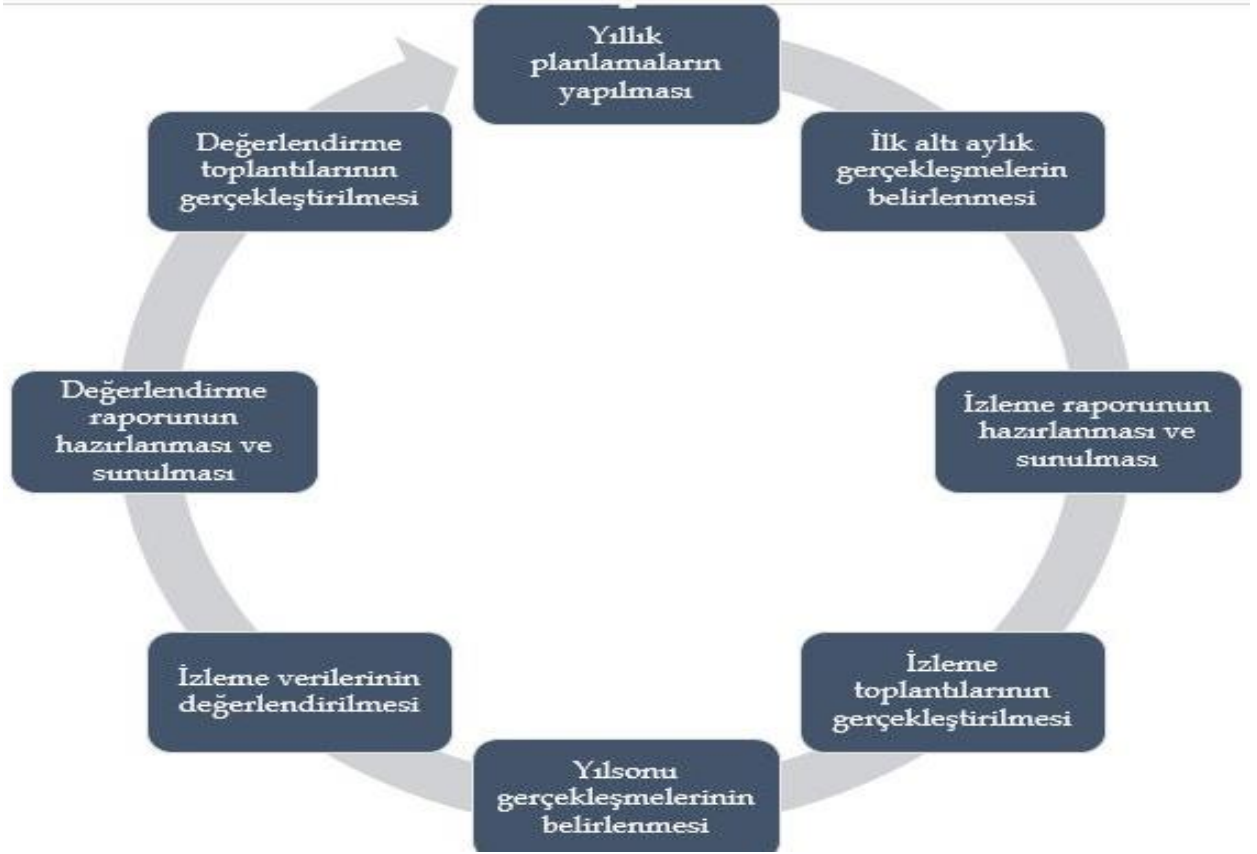 Yıllık
planlamaların
yapılması
İlk altı aylık
gerçekleşmelerin
belirlenmesi
İzleme raporunun
hazırlanması ve
sunulması
İzleme
toplantılarının
gerçekleştirilmesi
Yılsonu
gerçekleşmelerinin
belirlenmesi
İzleme verilerinin
değerlendirilmesi
Değerlendirme
raporunun
hazırlanması ve
sunulması
Değerlendirme
toplantılarının
gerçekleştirilmesi